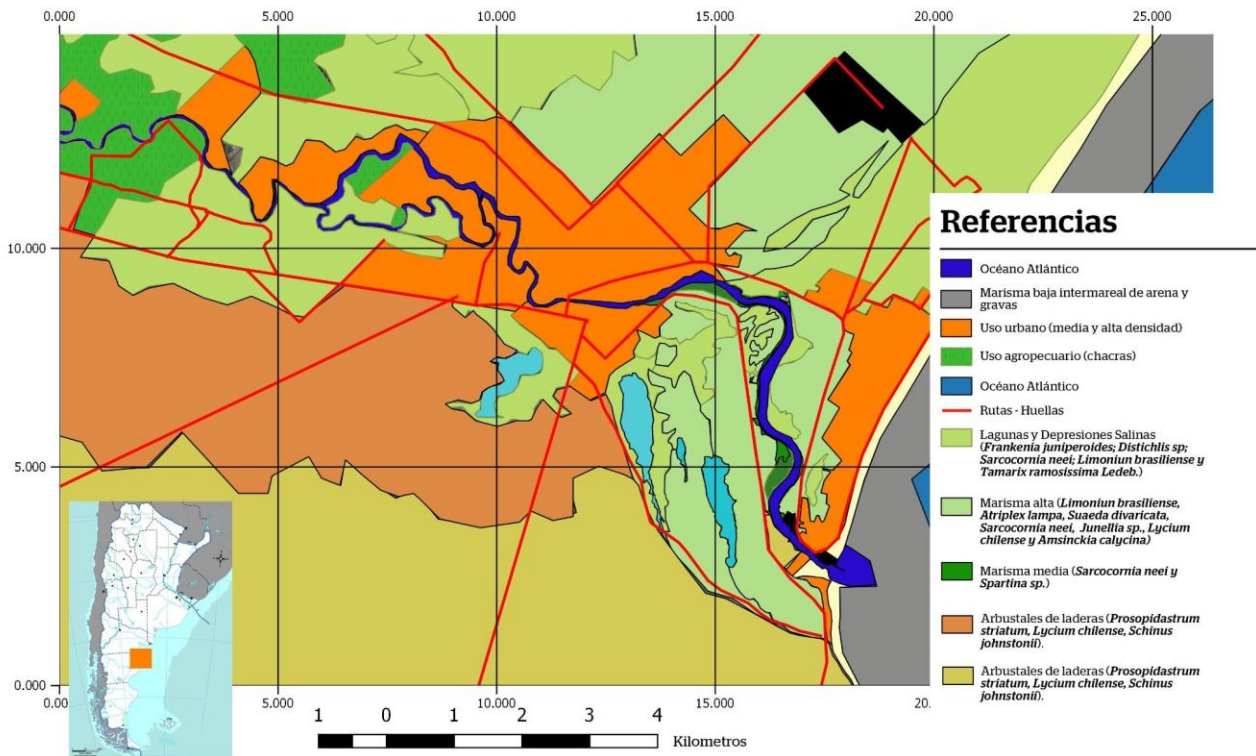 0.000 5.000 10.000 15.000 20.000 25.000
10.000
5.000
0.000
Referencias
Océano Atlántico
Marisma baja intermareal de arena y
gravas
Uso urbano (media y alta densidad)
Uso agropecuario (chacras)
Océano Atlántico
Rutas - Huellas
Lagunas y Depresiones Salinas
(Frankenia juniperoides; Distichlis sp;
Sarcocornia neei; Limoniun brasiliense y
Tamarix ramosissima Ledeb.)
Marisma alta (Limoniun brasiliense,
Atriplex lampa, Suaeda divaricata,
Sarcocornia neei, Junellia sp., Lycium
chilense y Amsinckia calycina)
Marisma media (Sarcocornia neei y
Spartina sp.)
Arbustales de laderas (Prosopidastrum
striatum, Lycium chilense, Schinus
johnstonii).
Arbustales de laderas (Prosopidastrum
striatum, Lycium chilense, Schinus
johnstonii).
0.000 5.000 10.000 15.000 20.
1 0 1 2 3 4
Kilometros